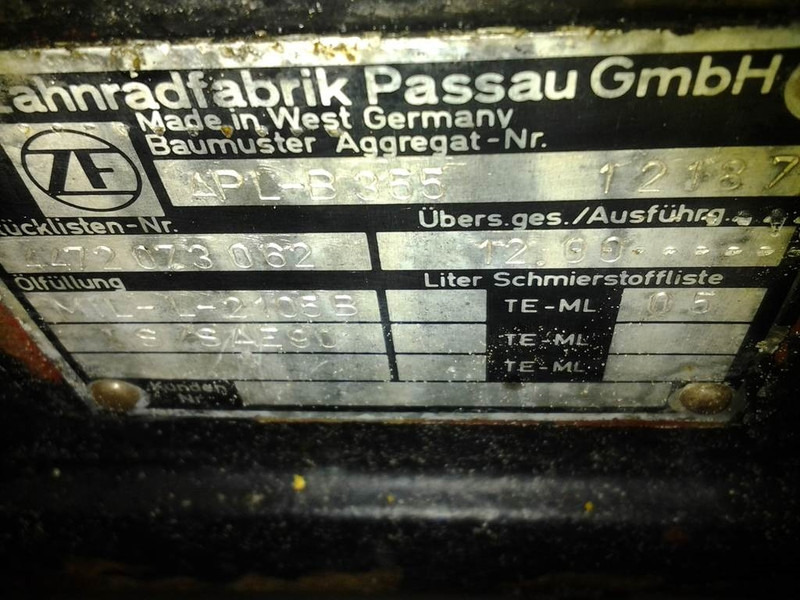 Zahnradfabrik Passau GmbH
Made in West Germany
Baumuster Aggregat-Nr.
ZF
APL-B 355 12187
Stücklisten-Nr. Übers.ges./Ausführg.
4472 073 062 12.90-----
Ölfüllung Liter Schmierstoffliste
MIL-L-2105B TE-ML 05
LS SAE90 TE-ML
TE-ML
Kunden
Nr.